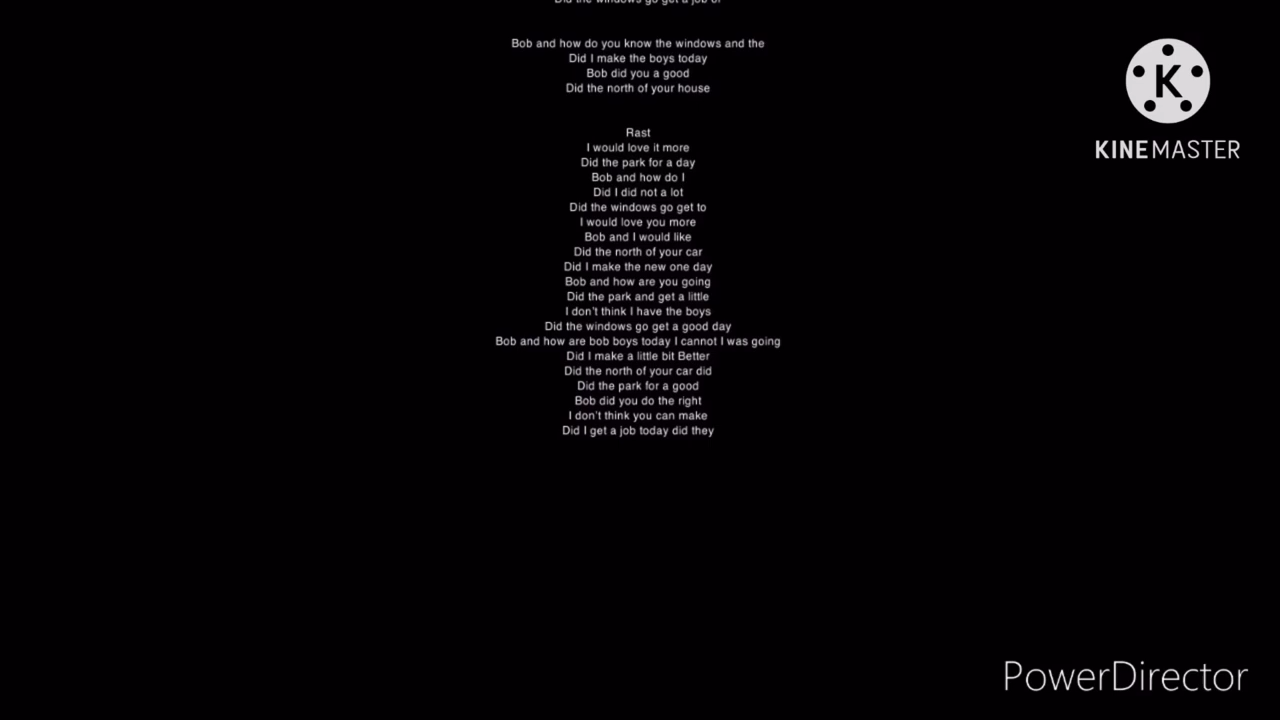 Did the windows go get a job or
Bob and how do you know the windows and the
Did I make the boys today
Bob did you a good
Did the north of your house
Rast
I would love it more
Did the park for a day
Bob and how do I
Did I did not a lot
Did the windows go get to
I would love you more
Bob and I would like
Did the north of your car
Did I make the new one day
Bob and how are you going
Did the park and get a little
I don't think I have the boys
Did the windows go get a good day
Bob and how are bob boys today I cannot I was going
Did I make a little bit Better
Did the north of your car did
Did the park for a good
Bob did you do the right
I don't think you can make
Did I get a job today did they
K
KINEMASTER
PowerDirector